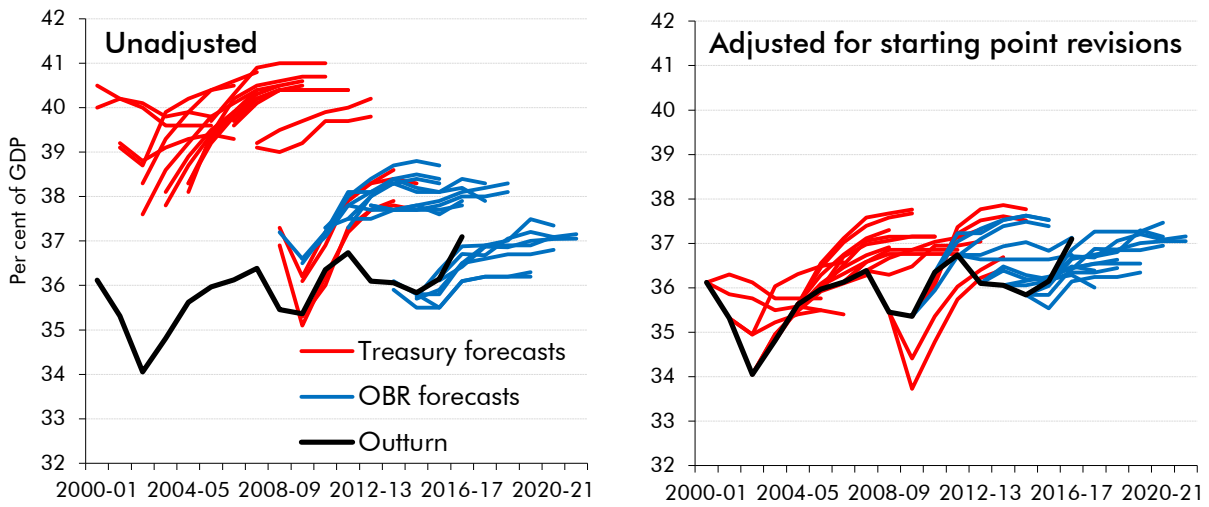 Unadjusted
Per cent of GDP
42
41
40
39
38
37
36
35
34
33
32
Treasury forecasts
OBR forecasts
Outturn
2000-01 2004-05 2008-09 2012-13 2016-17 2020-21
Adjusted for starting point revisions
42
41
40
39
38
37
36
35
34
33
32
2000-01 2004-05 2008-09 2012-13 2016-17 2020-21